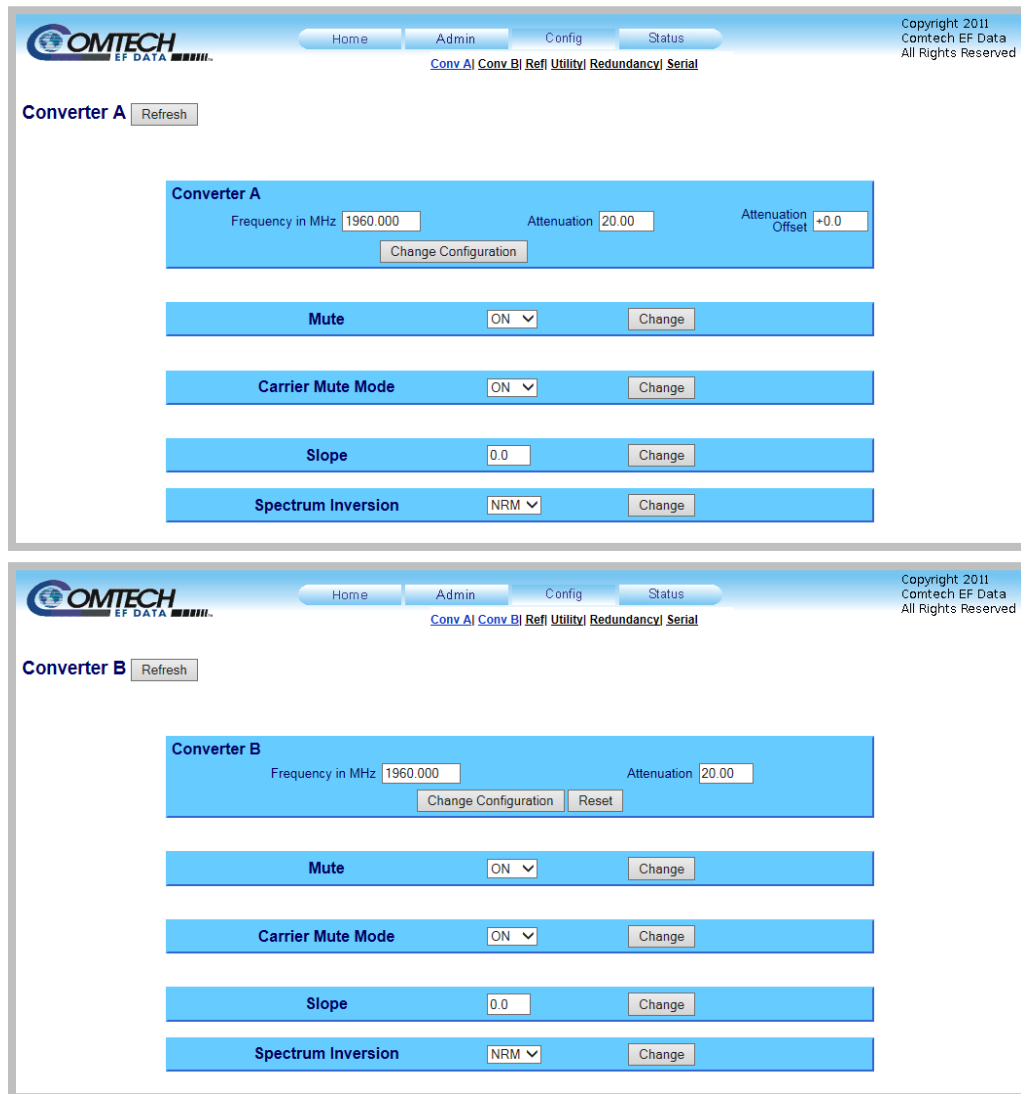 COMTECH
EF DATA
Home Admin Config Status
Copyright 2011
Comtech EF Data
All Rights Reserved
Conv A| Conv B| Ref| Utility| Redundancy| Serial
Converter A Refresh
Converter A
Frequency in MHz 1960.000 Attenuation 20.00 Attenuation Offset +0.0
Change Configuration
Mute ON Change
Carrier Mute Mode ON Change
Slope 0.0 Change
Spectrum Inversion NRM Change
COMTECH
EF DATA
Home Admin Config Status
Copyright 2011
Comtech EF Data
All Rights Reserved
Conv A| Conv B| Ref| Utility| Redundancy| Serial
Converter B Refresh
Converter B
Frequency in MHz 1960.000 Attenuation 20.00
Change Configuration Reset
Mute ON Change
Carrier Mute Mode ON Change
Slope 0.0 Change
Spectrum Inversion NRM Change